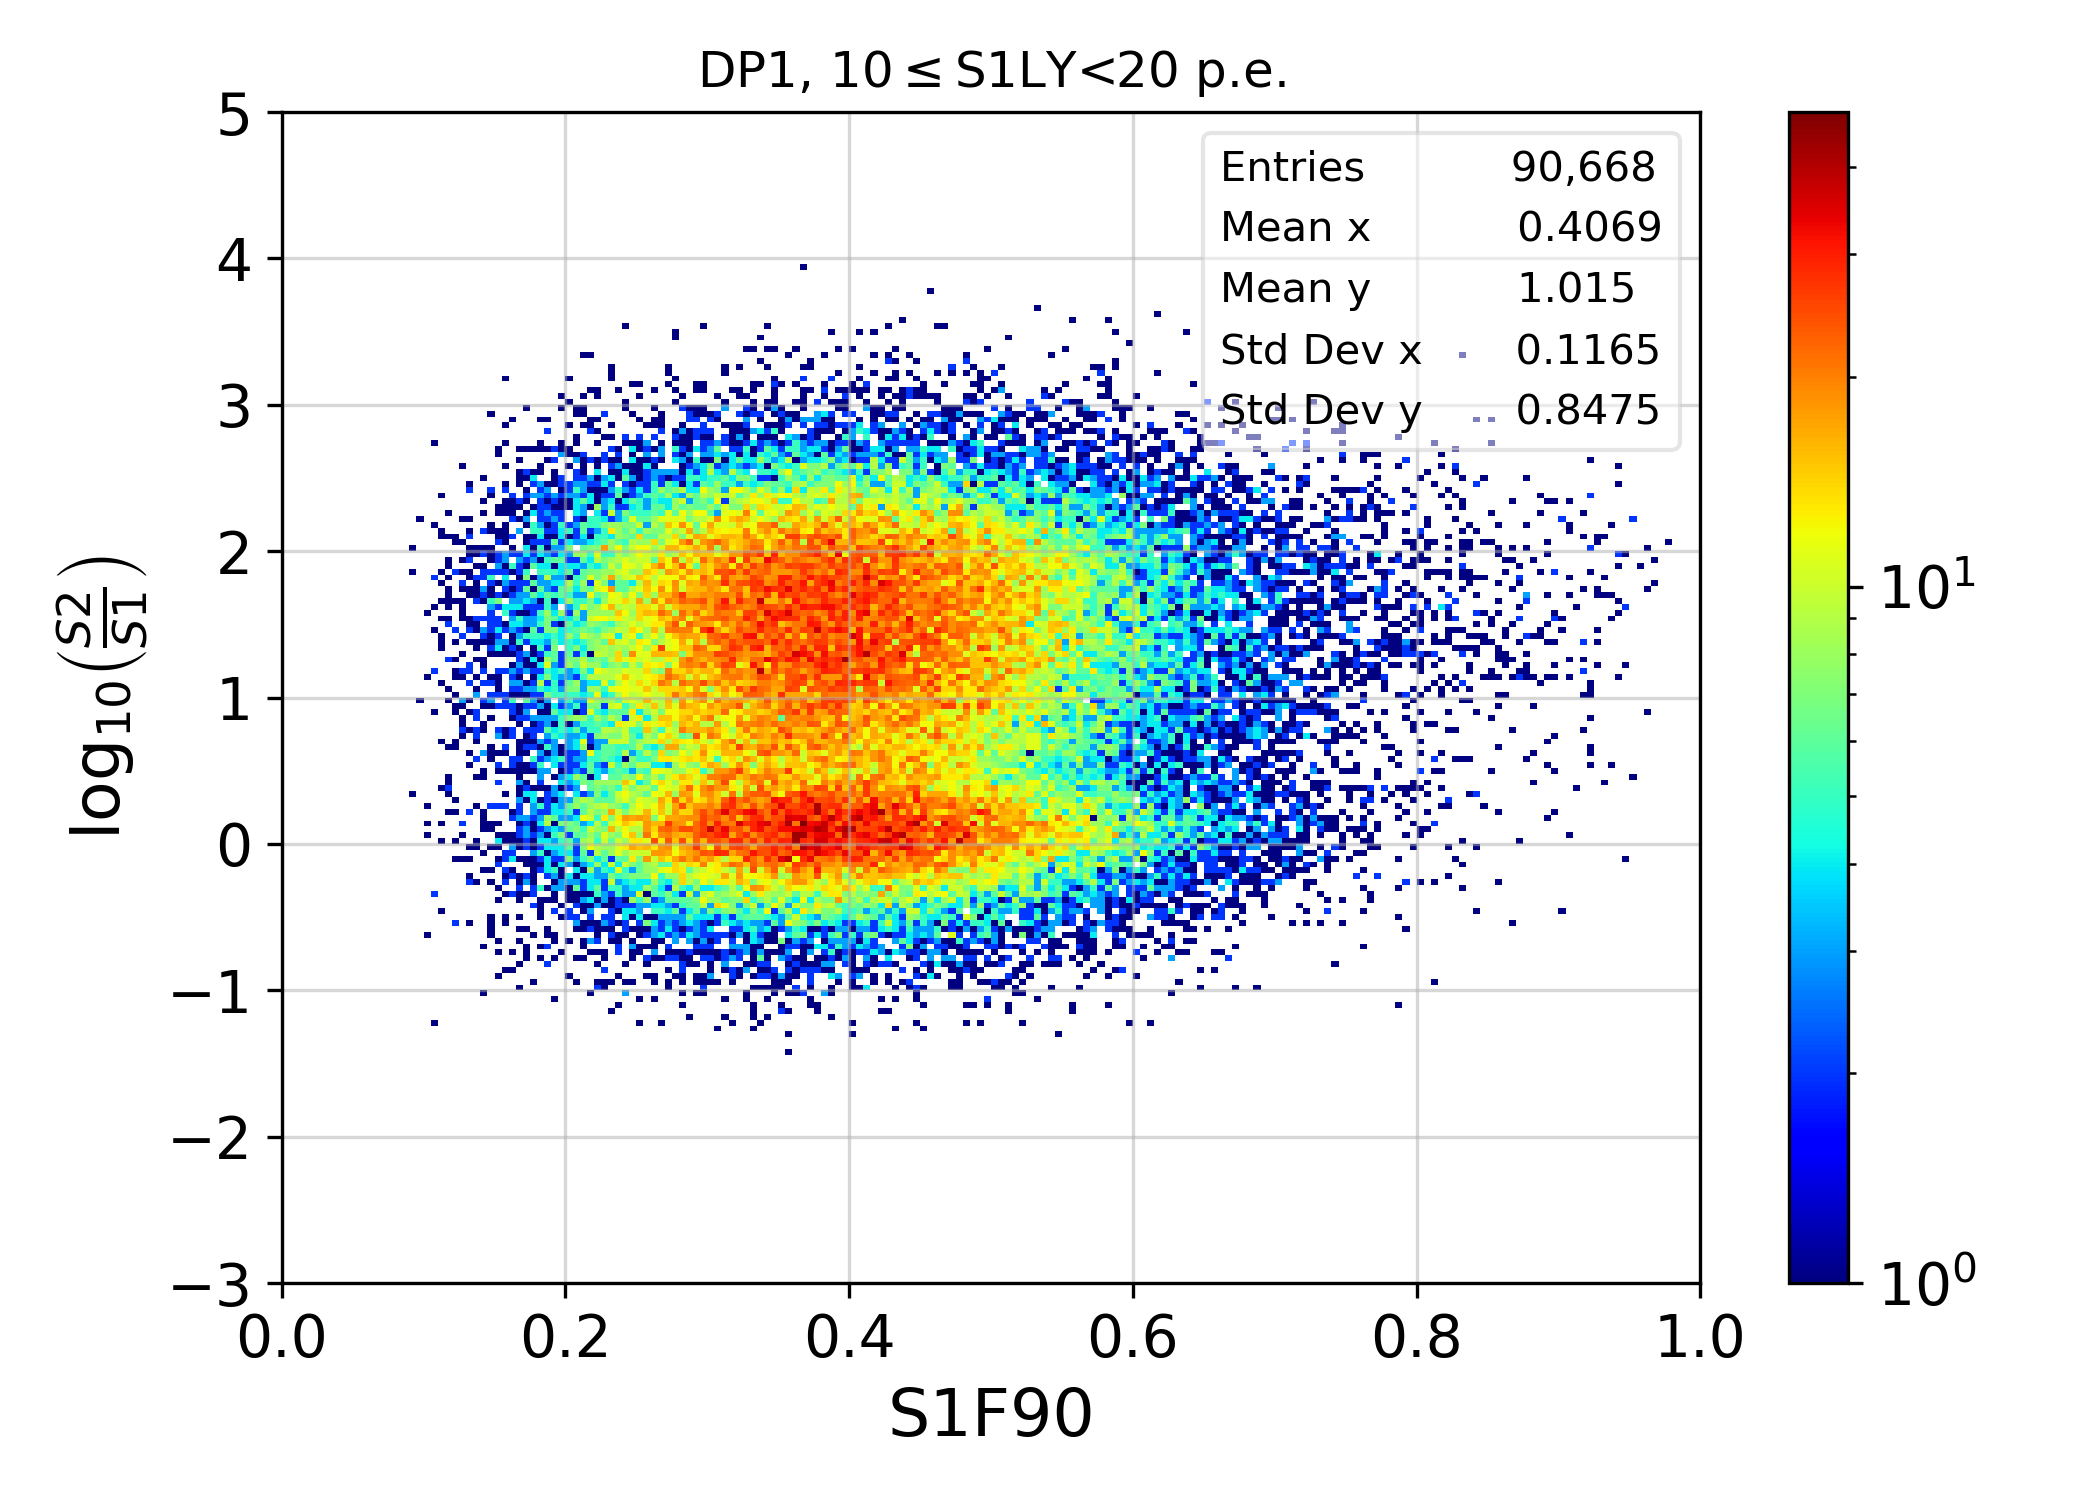 DP1, 10 ≤ S1LY<20 p.e.
Entries 90,668
Mean x 0.4069
Mean y 1.015
Std Dev x 0.1165
Std Dev y 0.8475
5
4
3
2
1
0
−1
−2
−3
log₁₀(S2/S1)
0.0 0.2 0.4 0.6 0.8 1.0
S1F90
10¹
10⁰